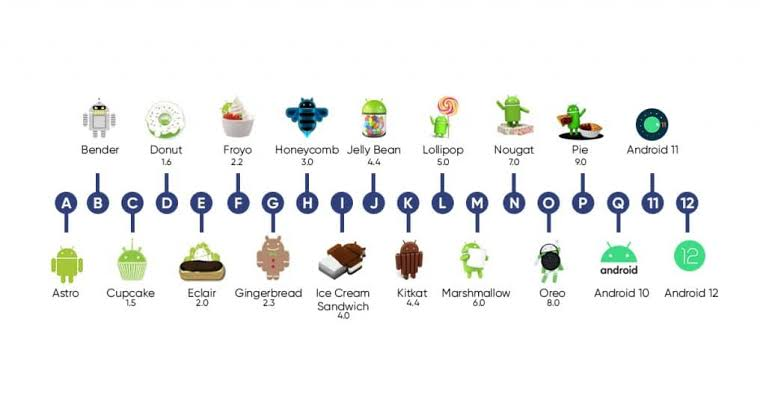 Bender
Donut
1.6
Froyo
2.2
Honeycomb
3.0
Jelly Bean
4.4
Lollipop
5.0
Nougat
7.0
Pie
9.0
11
Android 11
A B C D E F G H I J K L M N O P Q 11 12
Astro
Cupcake
1.5
Eclair
2.0
Gingerbread
2.3
Ice Cream
Sandwich
4.0
Kitkat
4.4
Marshmallow
6.0
Oreo
8.0
android
Android 10
12
Android 12